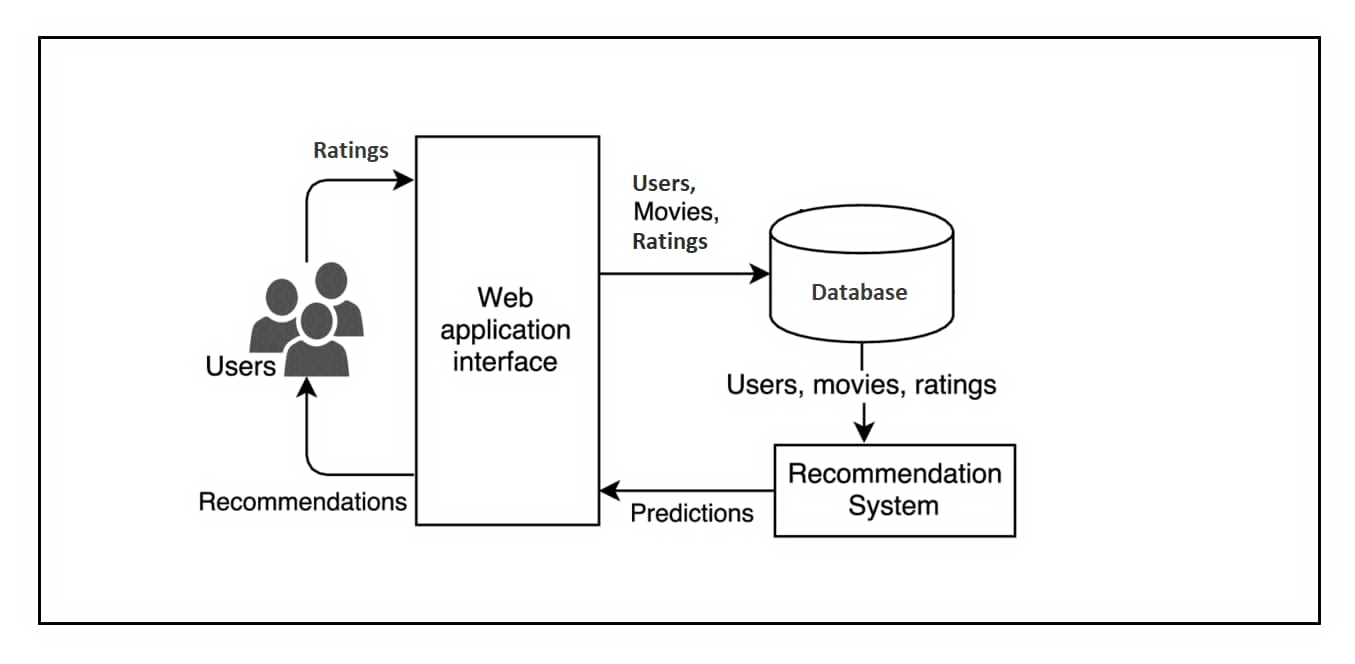 Ratings
Users,
Movies,
Ratings
Web
application
interface
Database
Users
Users, movies, ratings
Recommendation
System
Recommendations
Predictions